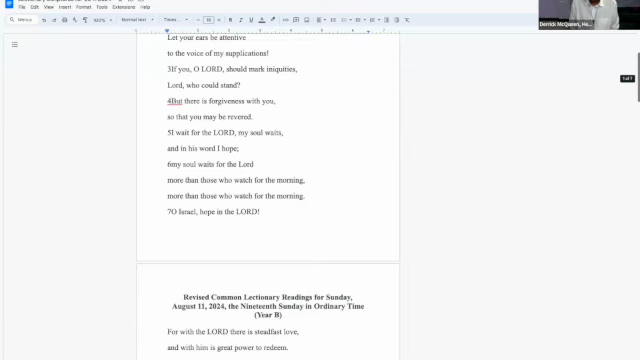 Menus
File Edit View Insert Format Tools Extensions
Normal text
Times...
Derrick McQueen, He...
1 of 7
Let your ears be attentive
to the voice of my supplications!
3If you, O LORD, should mark iniquities,
Lord, who could stand?
4But there is forgiveness with you,
so that you may be revered.
5I wait for the LORD, my soul waits,
and in his word I hope;
6my soul waits for the Lord
more than those who watch for the morning,
more than those who watch for the morning.
7O Israel, hope in the LORD!
Revised Common Lectionary Readings for Sunday,
August 11, 2024, the Nineteenth Sunday in Ordinary Time
(Year B)
For with the LORD there is steadfast love,
and with him is great power to redeem.